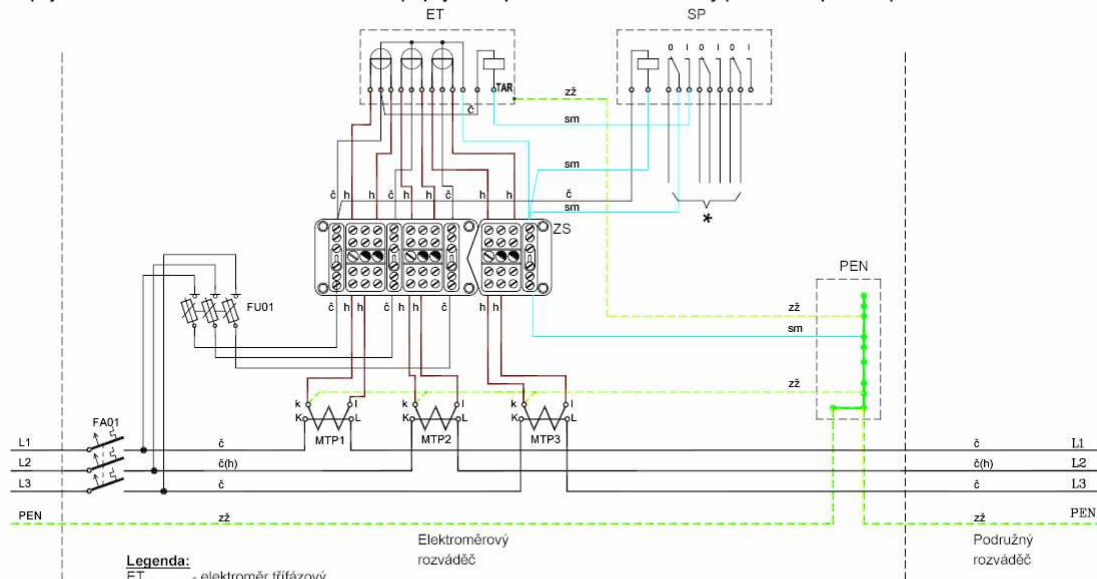 ET
SP
0 I 0 I 0 I
TAR
č
zž
sm
sm
č
sm
č h h č h h č h h
*
ZS
PEN
FU01
č h h h h č h h
zž
sm
zž
k l k l k l
K L K L K L
MTP1 MTP2 MTP3
FA01
L1 č č L1
L2 č(h) č(h) L2
L3 č č L3
PEN zž zž PEN
Elektroměrový
rozváděč
Podružný
rozváděč
Legenda:
ET - elektroměr třífázový